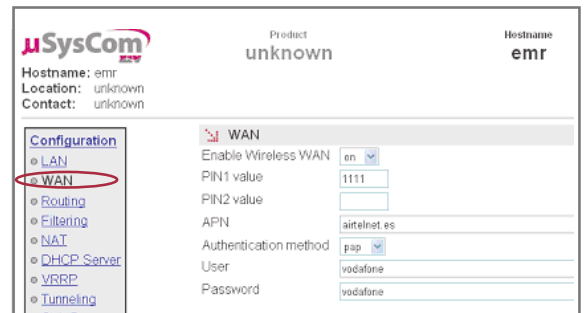 µSysCom
Product
unknown
Hostname
emr
Hostname: emr
Location: unknown
Contact: unknown
Configuration
LAN
WAN
Routing
Filtering
NAT
DHCP Server
VRRP
Tunneling
WAN
Enable Wireless WAN on
PIN1 value 1111
PIN2 value
APN airtelnet.es
Authentication method pap
User vodafone
Password vodafone